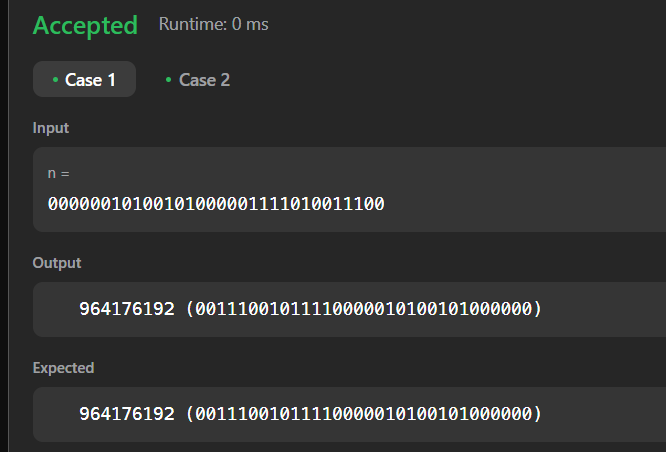 Accepted Runtime: 0 ms
• Case 1 • Case 2
Input
n =
00000010100101000001111010011100
Output
964176192 (00111001011110000010100101000000)
Expected
964176192 (00111001011110000010100101000000)